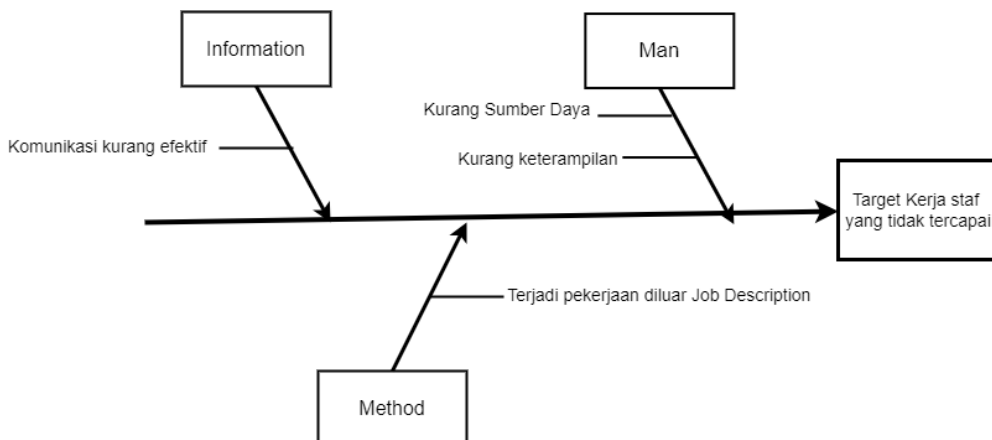 Information
Man
Kurang Sumber Daya
Komunikasi kurang efektif
Kurang keterampilan
Target Kerja staf
yang tidak tercapai
Terjadi pekerjaan diluar Job Description
Method